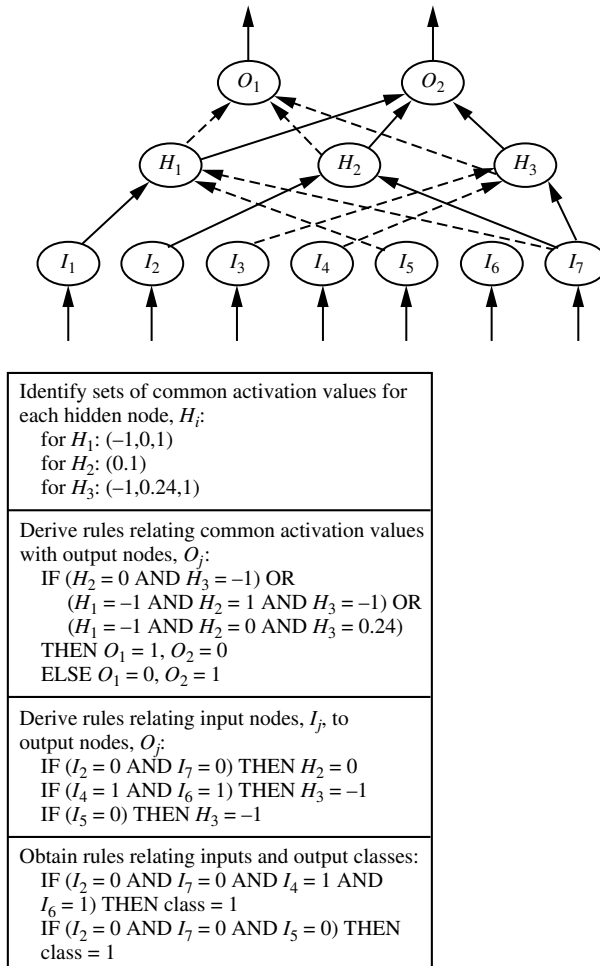 O₁ O₂
H₁ H₂ H₃
I₁ I₂ I₃ I₄ I₅ I₆ I₇
Identify sets of common activation values for
each hidden node, Hᵢ:
for H₁: (–1,0,1)
for H₂: (0.1)
for H₃: (–1,0.24,1)
Derive rules relating common activation values
with output nodes, Oⱼ:
IF (H₂ = 0 AND H₃ = –1) OR
(H₁ = –1 AND H₂ = 1 AND H₃ = –1) OR
(H₁ = –1 AND H₂ = 0 AND H₃ = 0.24)
THEN O₁ = 1, O₂ = 0
ELSE O₁ = 0, O₂ = 1
Derive rules relating input nodes, Iⱼ, to
output nodes, Oⱼ:
IF (I₂ = 0 AND I₇ = 0) THEN H₂ = 0
IF (I₄ = 1 AND I₆ = 1) THEN H₃ = –1
IF (I₅ = 0) THEN H₃ = –1
Obtain rules relating inputs and output classes:
IF (I₂ = 0 AND I₇ = 0 AND I₄ = 1 AND
I₆ = 1) THEN class = 1
IF (I₂ = 0 AND I₇ = 0 AND I₅ = 0) THEN
class = 1